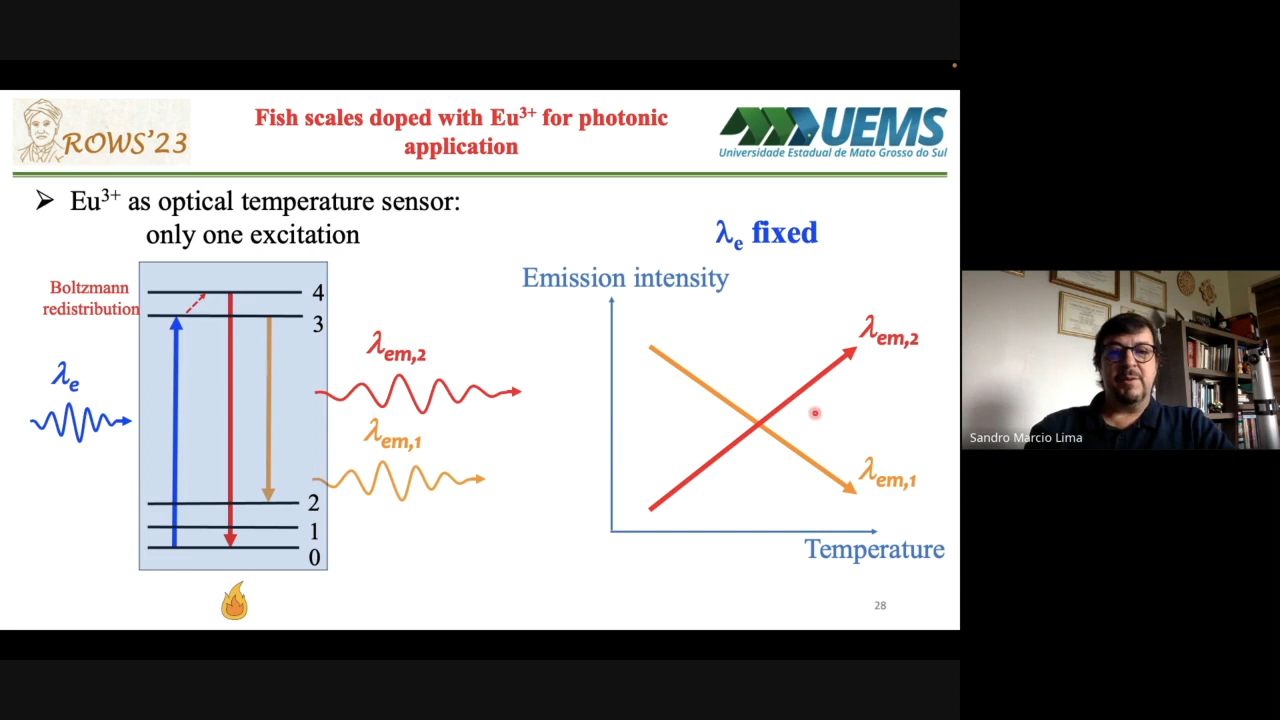 ROWS'23
Fish scales doped with Eu³⁺ for photonic
application
UEMS
Universidade Estadual de Mato Grosso do Sul
➢ Eu³⁺ as optical temperature sensor:
only one excitation
λe fixed
Boltzmann
redistribution
4
3
2
1
0
λe
λem,2
λem,1
Emission intensity
λem,2
λem,1
Temperature
28
Sandro Marcio Lima